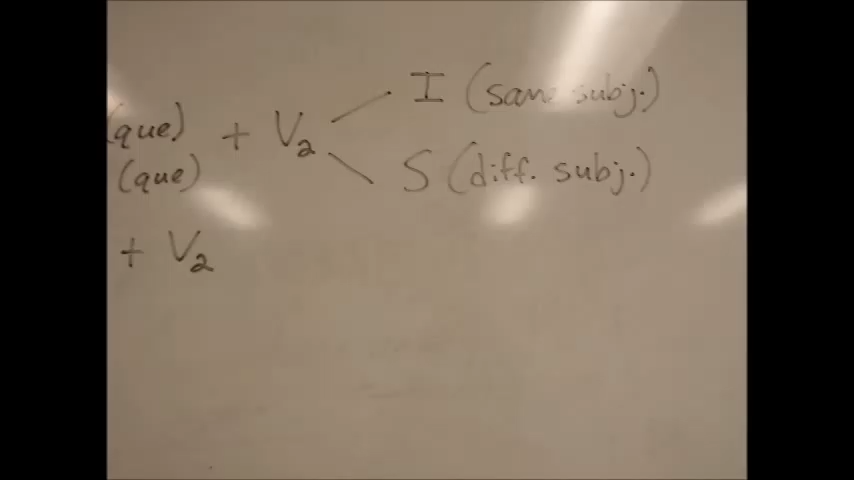 I (same subj.)
(que) + V₂
S (diff. subj.)
(que)
+ V₂